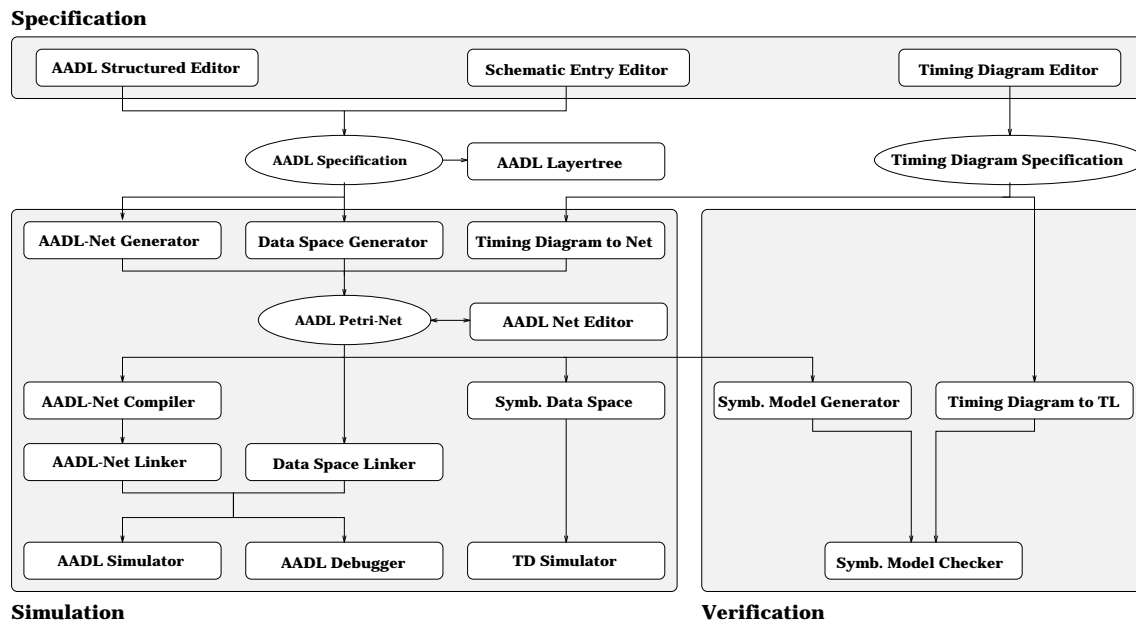 Specification
AADL Structured Editor
Schematic Entry Editor
Timing Diagram Editor
AADL Specification
AADL Layertree
Timing Diagram Specification
AADL-Net Generator
Data Space Generator
Timing Diagram to Net
AADL Petri-Net
AADL Net Editor
AADL-Net Compiler
Symb. Data Space
Symb. Model Generator
Timing Diagram to TL
AADL-Net Linker
Data Space Linker
AADL Simulator
AADL Debugger
TD Simulator
Symb. Model Checker
Simulation
Verification